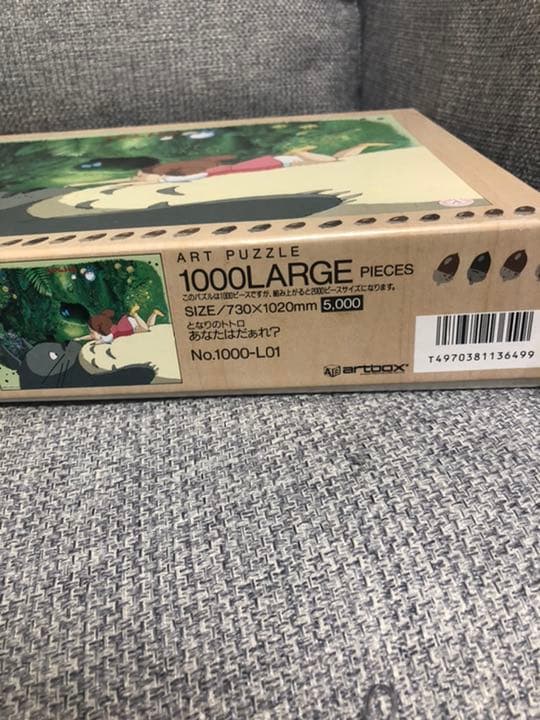 ART PUZZLE
1000LARGE PIECES
このパズルは1000ピースですが、組み上がると2000ピースサイズになります。
SIZE/730×1020mm 5,000
となりのトトロ
あなたはだあれ?
No.1000-L01
artbox
T4970381136499